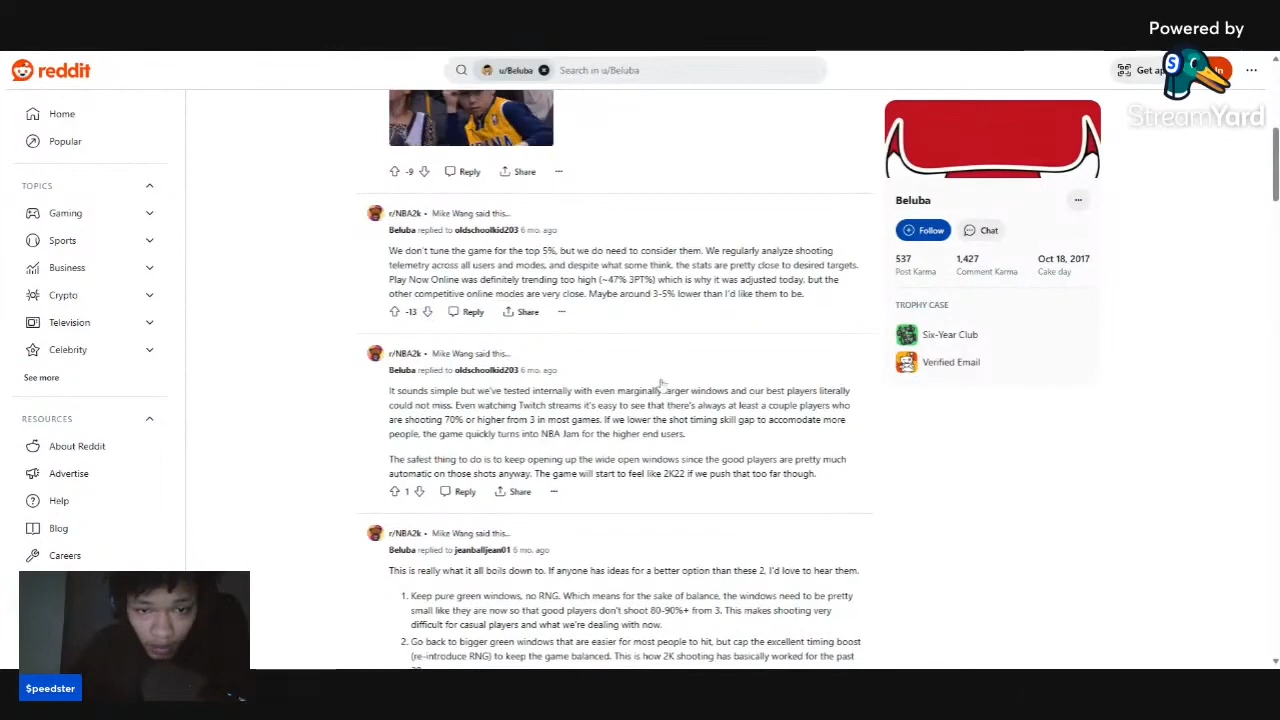 Powered by
StreamYard
reddit
u/Beluba
Search in u/Beluba
Get
In
Home
Popular
TOPICS
Gaming
Sports
Business
Crypto
Television
Celebrity
See more
RESOURCES
About Reddit
Advertise
Help
Blog
Careers
$peedster
INDIANA
-9 Reply Share
r/NBA2k • Mike Wang said this...
Beluba replied to oldschoolkid203 6 mo. ago
We don't tune the game for the top 5%, but we do need to consider them. We regularly analyze shooting
telemetry across all users and modes, and despite what some think, the stats are pretty close to desired targets.
Play Now Online was definitely trending too high (~47% 3PT%) which is why it was adjusted today, but the
other competitive online modes are very close. Maybe around 3-5% lower than I'd like them to be.
-13 Reply Share
r/NBA2k • Mike Wang said this...
Beluba replied to oldschoolkid203 6 mo. ago
It sounds simple but we've tested internally with even marginally larger windows and our best players literally
could not miss. Even watching Twitch streams it's easy to see that there's always at least a couple players who
are shooting 70% or higher from 3 in most games. If we lower the shot timing skill gap to accomodate more
people, the game quickly turns into NBA Jam for the higher end users.
The safest thing to do is to keep opening up the wide open windows since the good players are pretty much
automatic on those shots anyway. The game will start to feel like 2K22 if we push that too far though.
1 Reply Share
r/NBA2k • Mike Wang said this...
Beluba replied to jeanballjean01 6 mo. ago
This is really what it all boils down to. If anyone has ideas for a better option than these 2, I'd love to hear them.
1. Keep pure green windows, no RNG. Which means for the sake of balance, the windows need to be pretty
small like they are now so that good players don't shoot 80-90%+ from 3. This makes shooting very
difficult for casual players and what we're dealing with now.
2. Go back to bigger green windows that are easier for most people to hit, but cap the excellent timing boost
(re-introduce RNG) to keep the game balanced. This is how 2K shooting has basically worked for the past
Beluba
Follow
Chat
537 1,427 Oct 18, 2017
Post Karma Comment Karma Cake day
TROPHY CASE
Six-Year Club
Verified Email